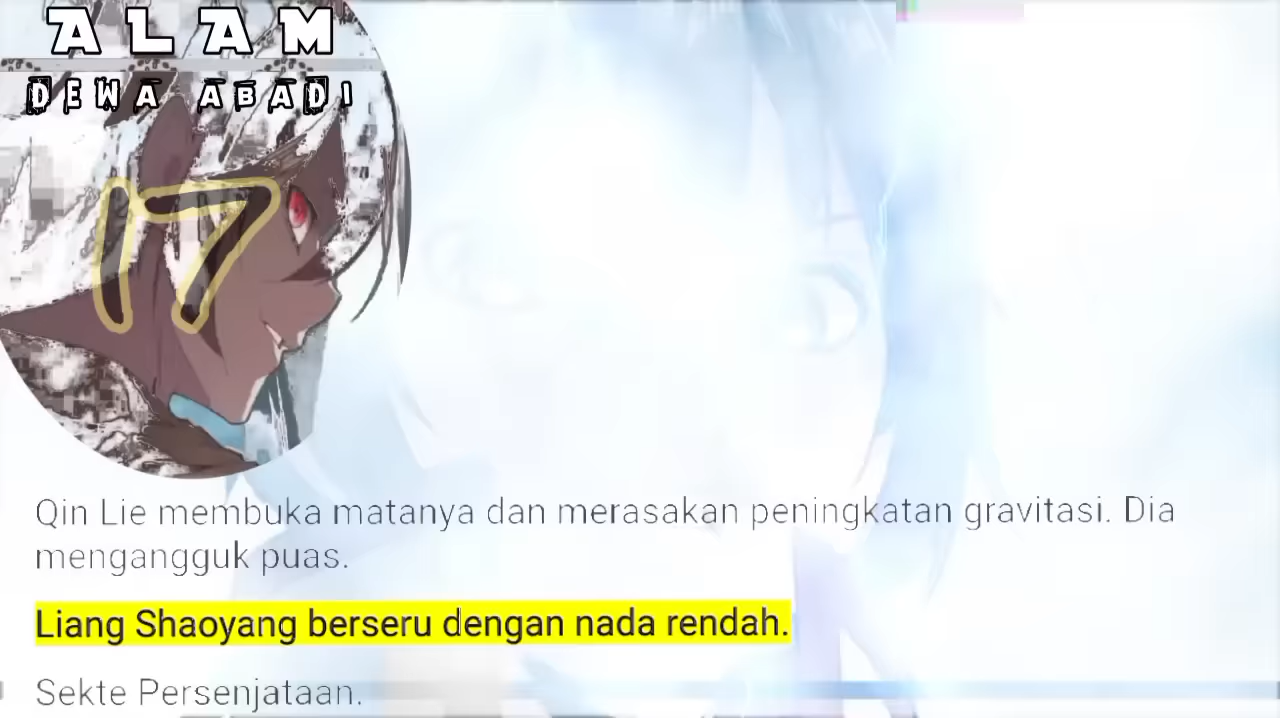 ALAM
DEWA ABADI
17
Qin Lie membuka matanya dan merasakan peningkatan gravitasi. Dia
mengangguk puas.
Liang Shaoyang berseru dengan nada rendah.
Sekte Persenjataan.